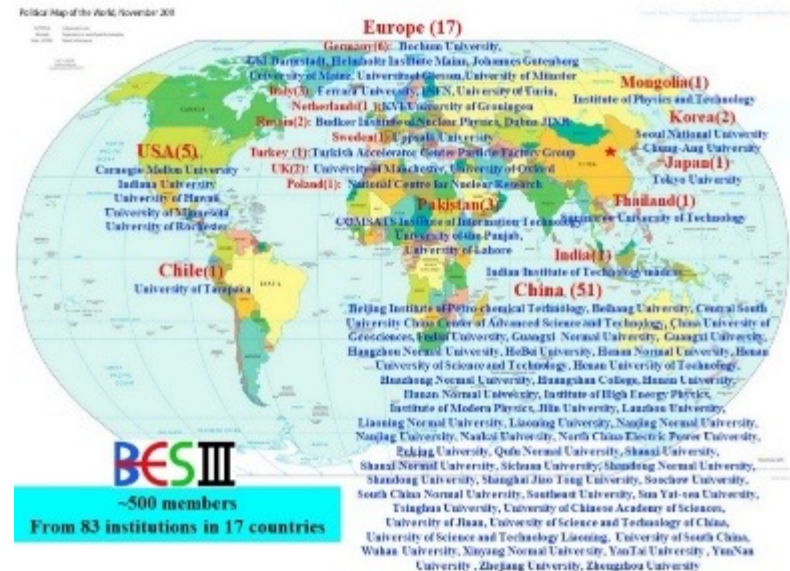 Political Map of the World, November 2011
Europe (17)
Germany(6): Bochum University,
GSI Darmstadt, Helmholtz Institute Mainz, Johannes Gutenberg
University of Mainz, Universitaet Giessen, University of Münster
Italy(3): Ferrara University, INFN, University of Turin,
Netherlands(1): KVI/University of Groningen
Russia(2): Budker Institute of Nuclear Physics, Dubna JINR
Sweden(1): Uppsala University
Turkey (1):Turkish Accelerator Center Particle Factory Group
UK(2): University of Manchester, University of Oxford
Poland(1): National Centre for Nuclear Research
Mongolia(1)
Institute of Physics and Technology
Korea(2)
Seoul National University
Chung-Ang University
Japan(1)
Tokyo University
USA(5)
Carnegie Mellon University
Indiana University
University of Hawaii
University of Minnesota
University of Rochester
Pakistan(3)
COMSATS Institute of Information Technology
University of the Punjab,
University of Lahore
Thailand(1)
Suranaree University of Technology
India(1)
Indian Institute of Technology madras
Chile(1)
University of Tarapaca
China (51)
Beijing Institute of Petro-chemical Technology, Beihang University, Central South
University China Center of Advanced Science and Technology, China University of
Geosciences, Fudan University, Guangxi Normal University, Guangxi University,
Hangzhou Normal University, HeBei University, Henan Normal University, Henan
University of Science and Technology, Henan University of Technology,
Huazhong Normal University, Huangshan College, Hunan University,
Hunan Normal University, Institute of High Energy Physics,
Institute of Modern Physics, Jilin University, Lanzhou University,
Liaoning Normal University, Liaoning University, Nanjing Normal University,
Nanjing University, Nankai University, North China Electric Power University,
Peking University, Qufu Normal University, Shanxi University,
Shanxi Normal University, Sichuan University, Shandong Normal University,
Shandong University, Shanghai Jiao Tong University, Soochow University,
South China Normal University, Southeast University, Sun Yat-sen University,
Tsinghua University, University of Chinese Academy of Sciences,
University of Jinan, University of Science and Technology of China,
University of Science and Technology Liaoning, University of South China,
Wuhan University, Xinyang Normal University, YanTai University , YunNan
University , Zhejiang University, Zhengzhou University
BESIII
~500 members
From 83 institutions in 17 countries